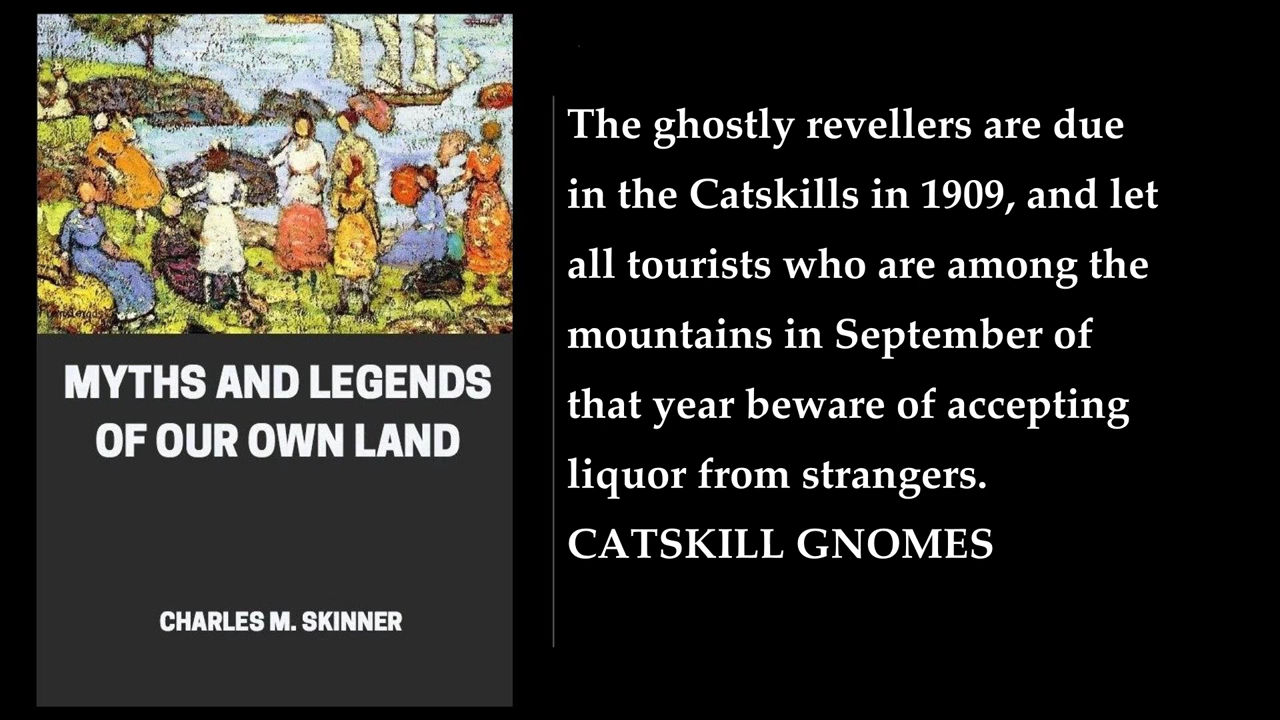 MYTHS AND LEGENDS
OF OUR OWN LAND
CHARLES M. SKINNER
The ghostly revellers are due
in the Catskills in 1909, and let
all tourists who are among the
mountains in September of
that year beware of accepting
liquor from strangers.
CATSKILL GNOMES